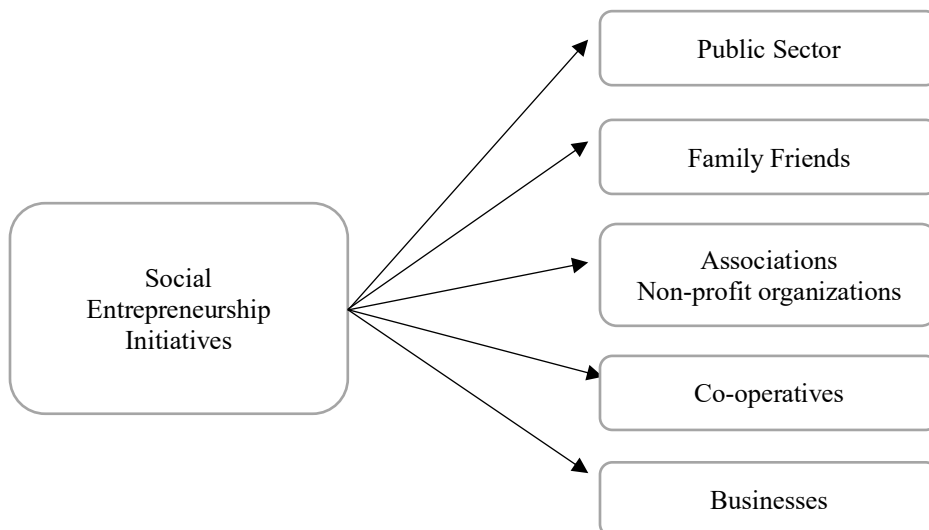 Social
Entrepreneurship
Initiatives
Public Sector
Family Friends
Associations
Non-profit organizations
Co-operatives
Businesses